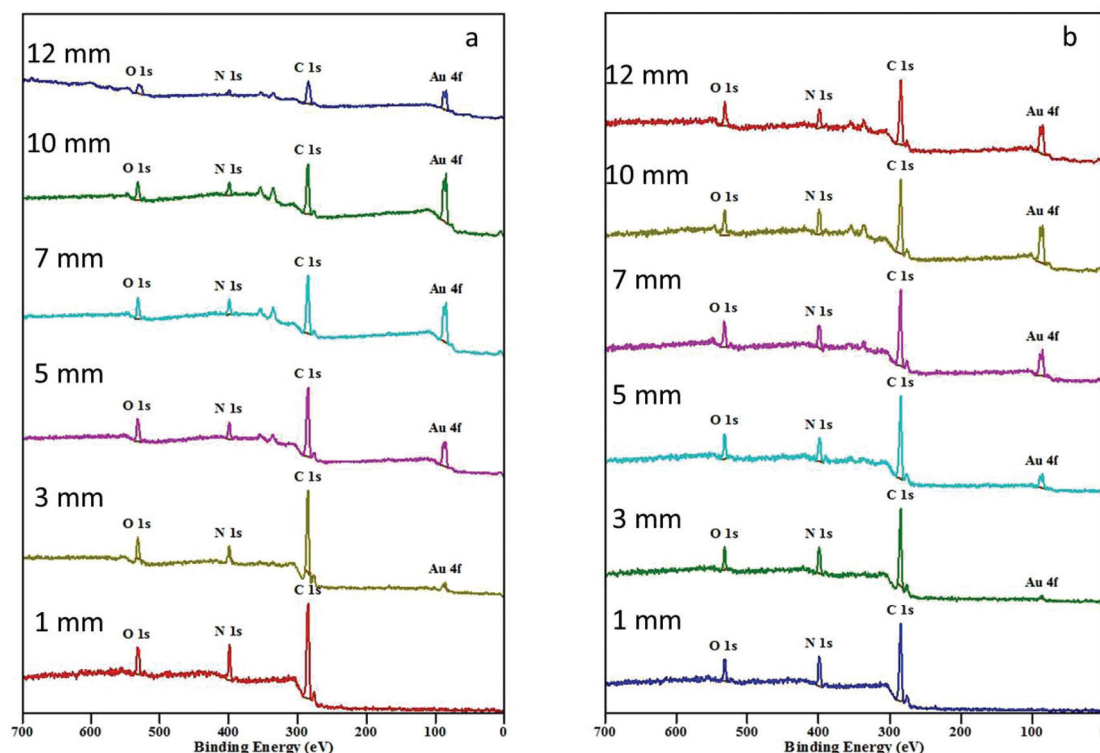 a
12 mm
O 1s N 1s C 1s Au 4f
10 mm
O 1s N 1s C 1s Au 4f
7 mm
O 1s N 1s C 1s Au 4f
5 mm
O 1s N 1s C 1s Au 4f
3 mm
O 1s N 1s C 1s Au 4f
1 mm
O 1s N 1s C 1s
700 600 500 400 300 200 100 0
Binding Energy (eV)
b
12 mm
O 1s N 1s C 1s Au 4f
10 mm
O 1s N 1s C 1s Au 4f
7 mm
O 1s N 1s C 1s Au 4f
5 mm
O 1s N 1s C 1s Au 4f
3 mm
O 1s N 1s C 1s Au 4f
1 mm
O 1s N 1s C 1s
700 600 500 400 300 200 100
Binding Energy (eV)